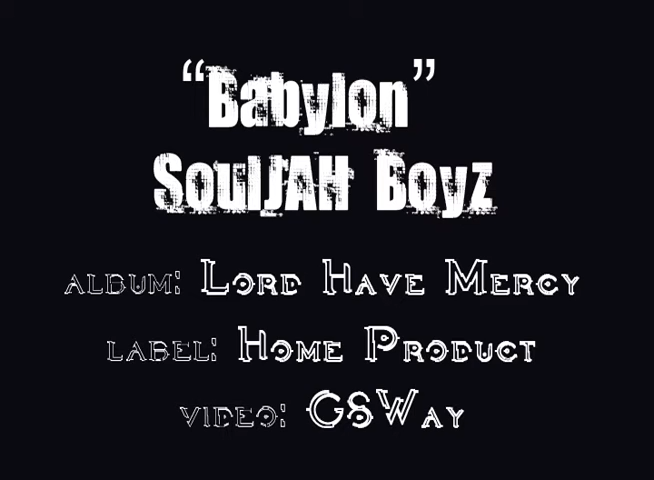 “Babylon”
SoulJAH Boyz
ALBUM: LORD HAVE MERCY
LABEL: HOME PRODUCT
VIDEO: GSWAY